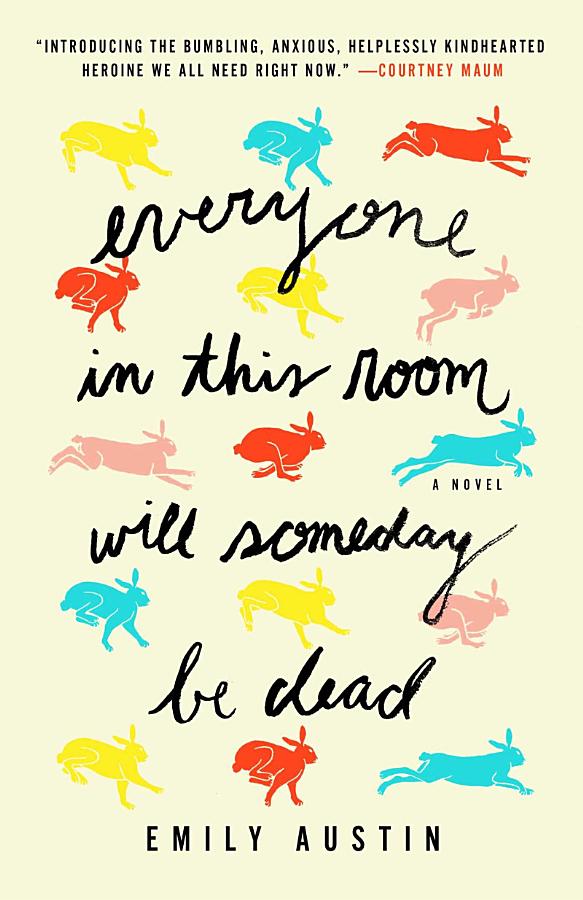 “INTRODUCING THE BUMBLING, ANXIOUS, HELPLESSLY KINDHEARTED
HEROINE WE ALL NEED RIGHT NOW.” —COURTNEY MAUM
everyone
in this room
A NOVEL
will someday
be dead
EMILY AUSTIN